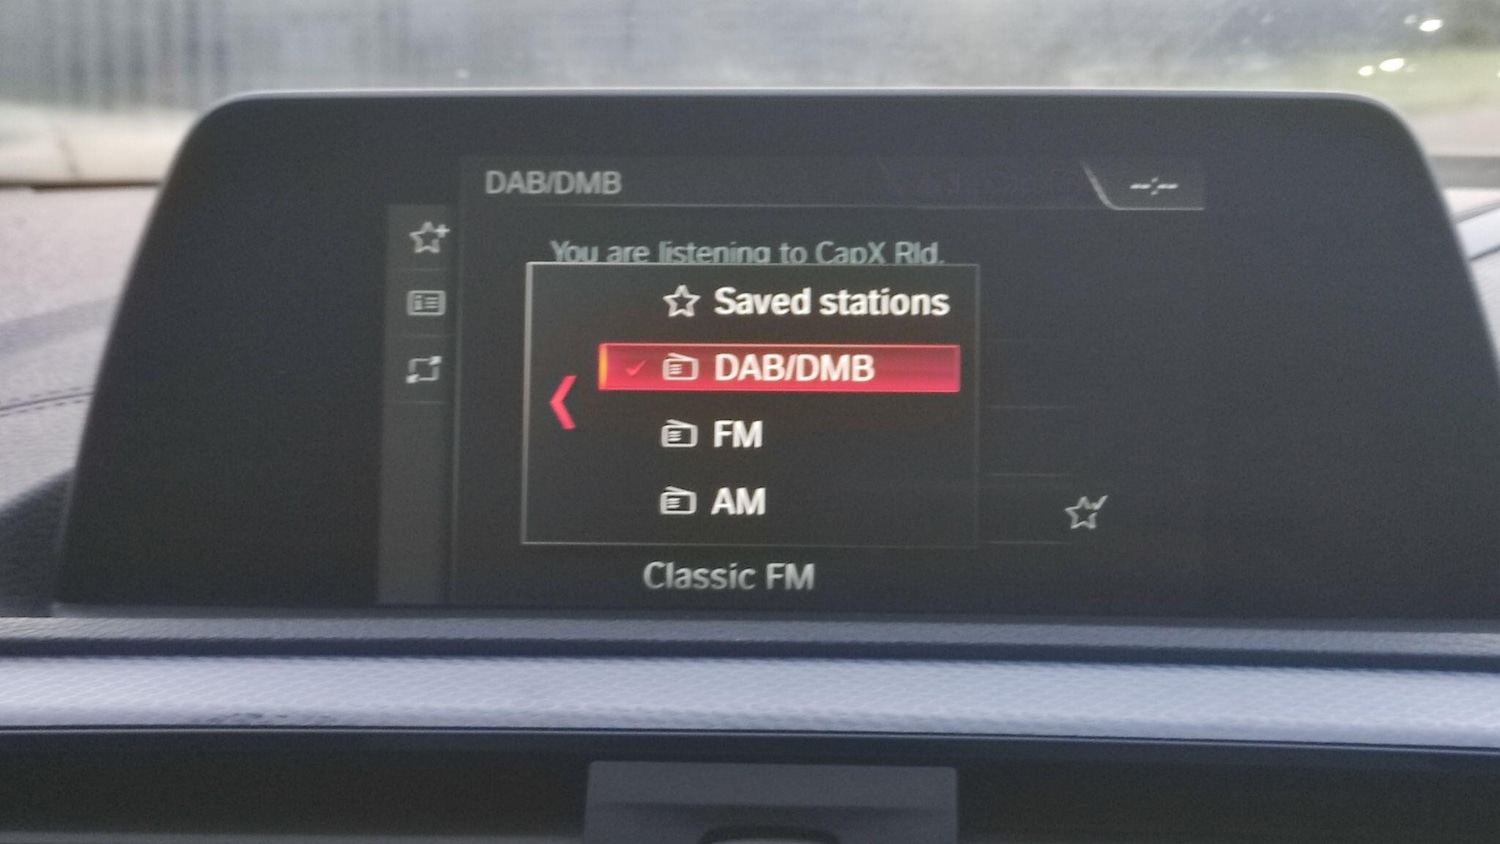 DAB/DMB
--:--
You are listening to CapX Rld.
Saved stations
DAB/DMB
FM
AM
Classic FM